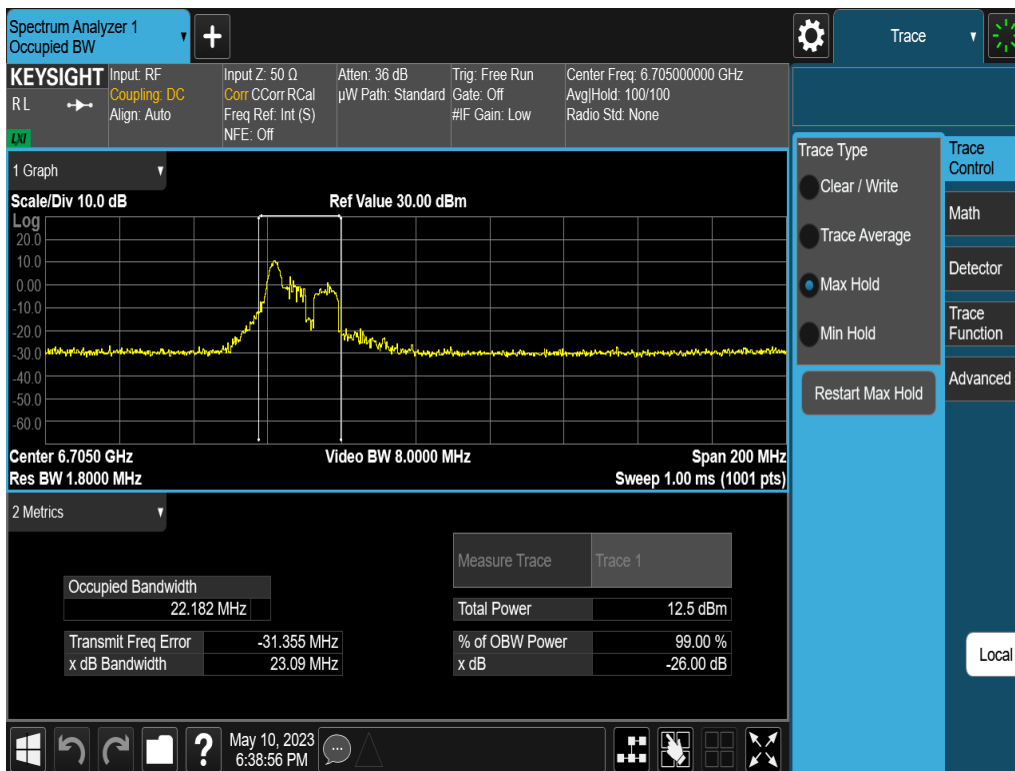 Spectrum Analyzer 1
Occupied BW
Trace
KEYSIGHT
RL
LXI
Input: RF
Coupling: DC
Align: Auto
Input Z: 50 Ω
Corr CCorr RCal
Freq Ref: Int (S)
NFE: Off
Atten: 36 dB
µW Path: Standard
Trig: Free Run
Gate: Off
#IF Gain: Low
Center Freq: 6.705000000 GHz
Avg|Hold: 100/100
Radio Std: None
1 Graph
Scale/Div 10.0 dB
Ref Value 30.00 dBm
Log
20.0
10.0
0.00
-10.0
-20.0
-30.0
-40.0
-50.0
-60.0
Center 6.7050 GHz
Video BW 8.0000 MHz
Span 200 MHz
Res BW 1.8000 MHz
Sweep 1.00 ms (1001 pts)
2 Metrics
Measure Trace
Trace 1
Occupied Bandwidth
22.182 MHz
Total Power
12.5 dBm
Transmit Freq Error
-31.355 MHz
% of OBW Power
99.00 %
x dB Bandwidth
23.09 MHz
x dB
-26.00 dB
Trace Type
Clear / Write
Trace Average
Max Hold
Min Hold
Restart Max Hold
Trace
Control
Math
Detector
Trace
Function
Advanced
Local
?
May 10, 2023
6:38:56 PM